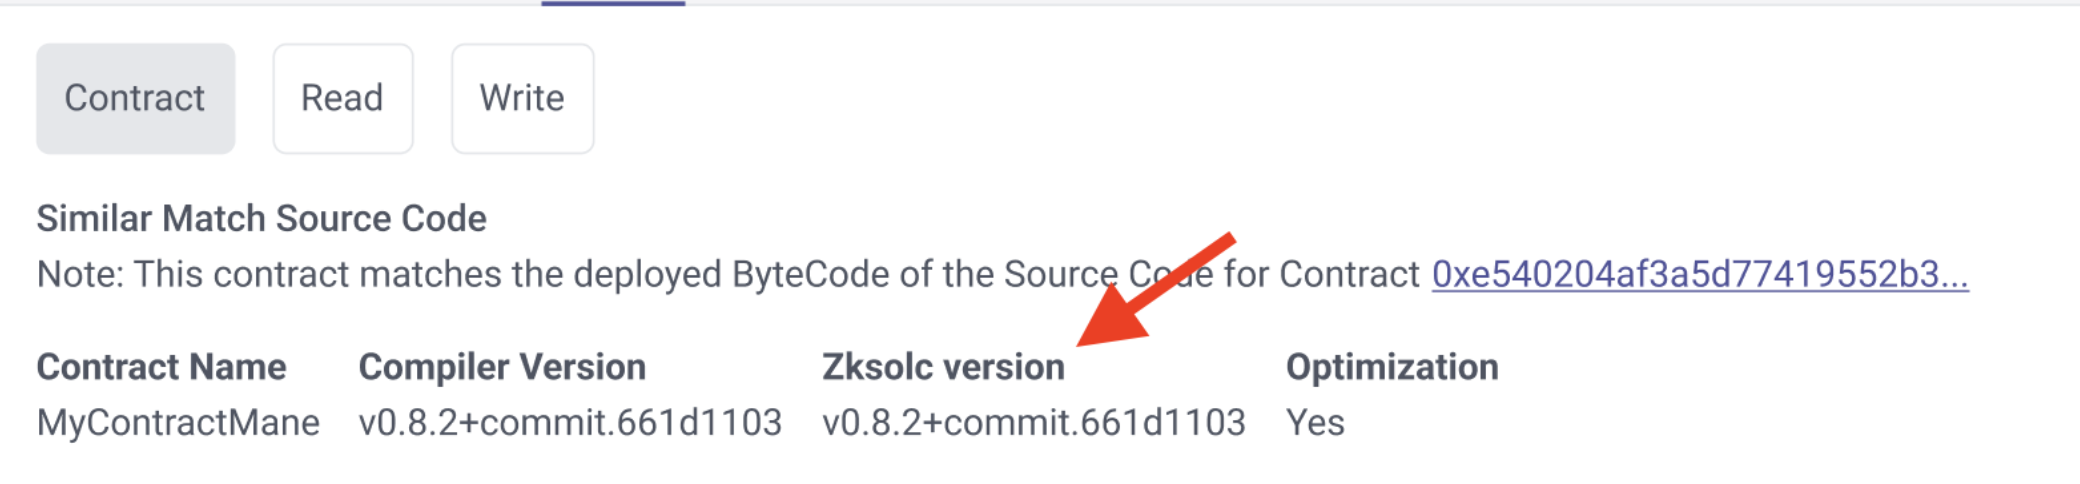 Contract Read Write
Similar Match Source Code
Note: This contract matches the deployed ByteCode of the Source Code for Contract 0xe540204af3a5d77419552b3...
Contract Name Compiler Version Zksolc version Optimization
MyContractMane v0.8.2+commit.661d1103 v0.8.2+commit.661d1103 Yes